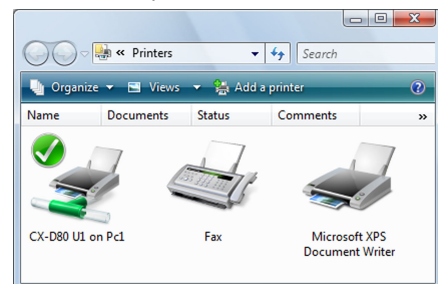 « Printers
Search
Organize Views Add a printer
Name Documents Status Comments »
CX-D80 U1 on Pc1 Fax Microsoft XPS
Document Writer